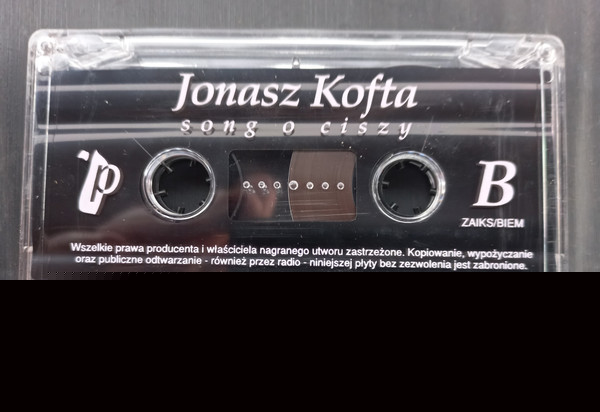 Jonasz Kofta
song o ciszy
p
B
ZAIKS/BIEM
Wszelkie prawa producenta i właściciela nagranego utworu zastrzeżone. Kopiowanie, wypożyczanie
oraz publiczne odtwarzanie - również przez radio - niniejszej płyty bez zezwolenia jest zabronione.